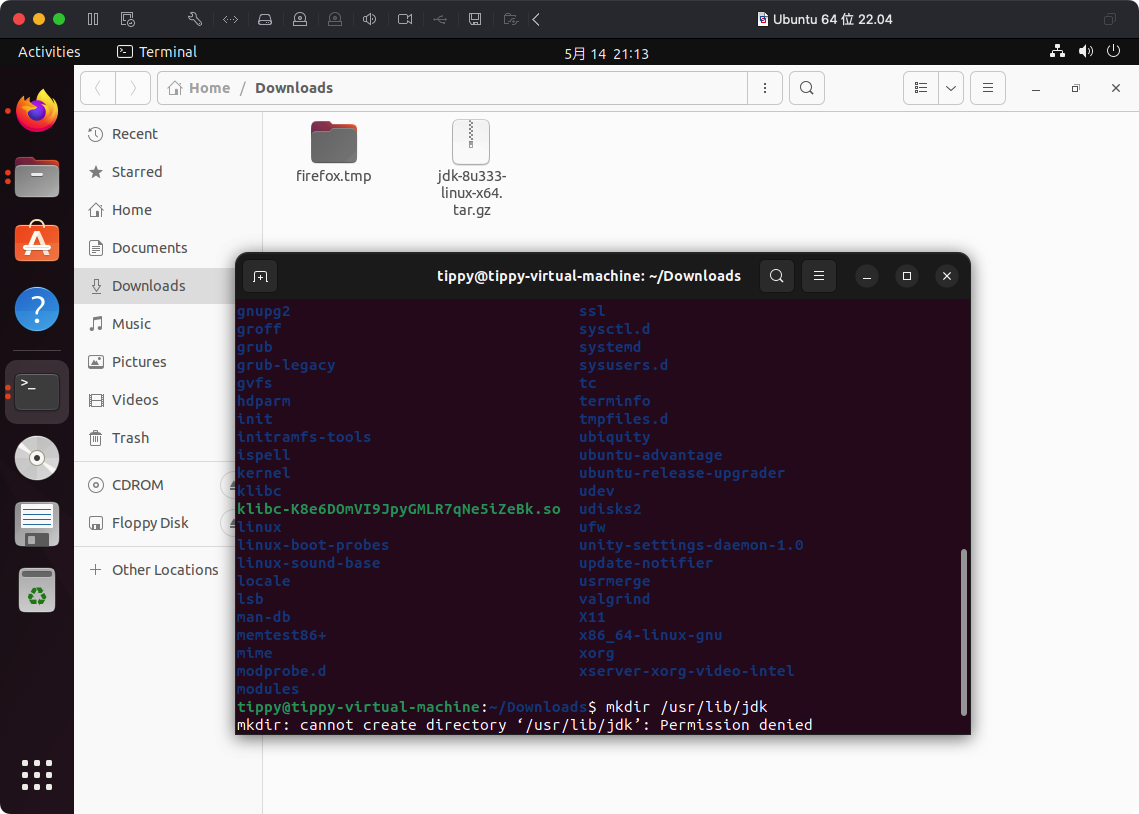 Ubuntu 64 位 22.04
Activities
Terminal
5月 14 21:13
Home / Downloads
Recent
Starred
Home
Documents
Downloads
Music
Pictures
Videos
Trash
CDROM
Floppy Disk
Other Locations
firefox.tmp
jdk-8u333-
linux-x64.
tar.gz
tippy@tippy-virtual-machine: ~/Downloads
gnupg2 ssl
groff sysctl.d
grub systemd
grub-legacy sysusers.d
gvfs tc
hdparm terminfo
init tmpfiles.d
initramfs-tools ubiquity
ispell ubuntu-advantage
kernel ubuntu-release-upgrader
klibc udev
klibc-K8e6DOmVI9JpyGMLR7qNe5iZeBk.so udisks2
linux ufw
linux-boot-probes unity-settings-daemon-1.0
linux-sound-base update-notifier
locale usrmerge
lsb valgrind
man-db X11
memtest86+ x86_64-linux-gnu
mime xorg
modprobe.d xserver-xorg-video-intel
modules
tippy@tippy-virtual-machine:~/Downloads$ mkdir /usr/lib/jdk
mkdir: cannot create directory ‘/usr/lib/jdk’: Permission denied